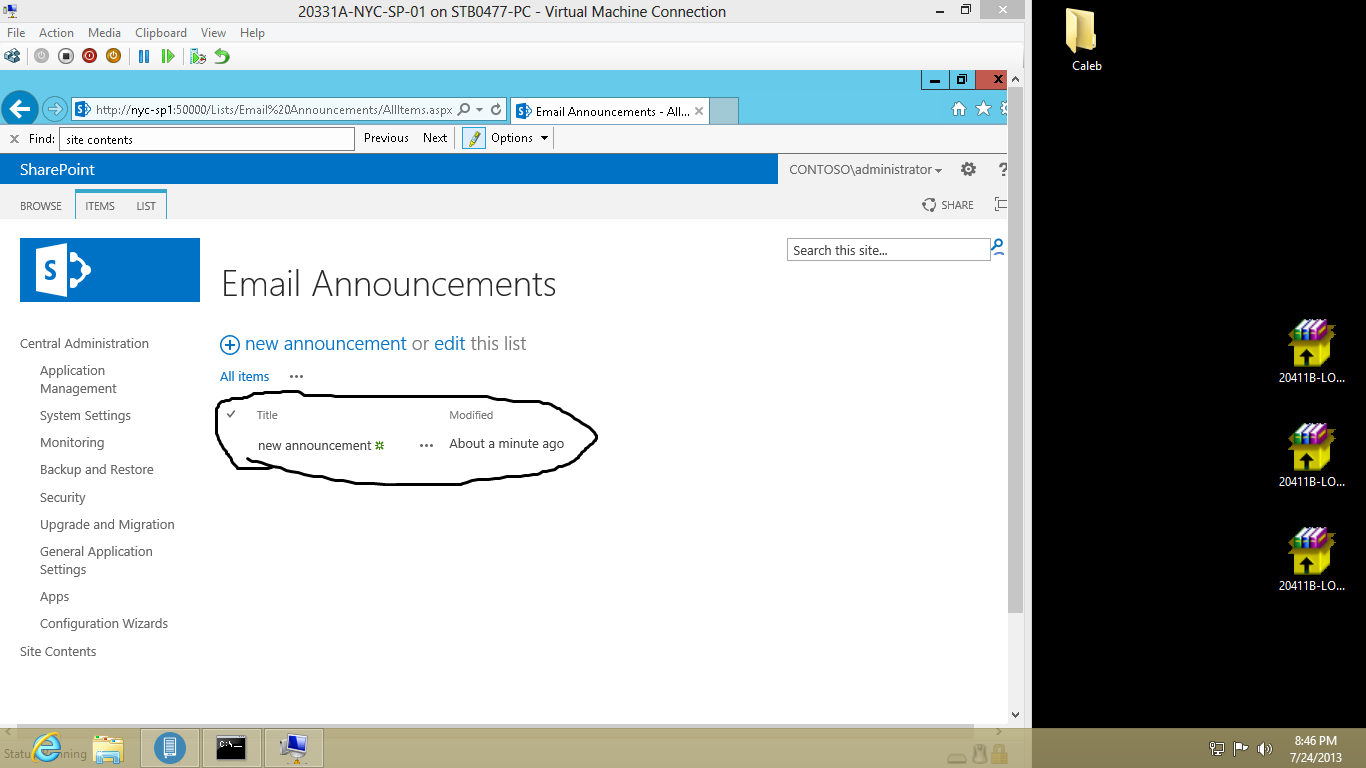 20331A-NYC-SP-01 on STB0477-PC - Virtual Machine Connection
File Action Media Clipboard View Help
Caleb
http://nyc-sp1:50000/Lists/Email%20Announcements/AllItems.aspx
Email Announcements - All...
Find: site contents Previous Next Options
SharePoint
CONTOSO\administrator
?
BROWSE ITEMS LIST
SHARE
S
Search this site...
Email Announcements
new announcement or edit this list
All items ...
Title Modified
new announcement ... About a minute ago
Central Administration
Application
Management
System Settings
Monitoring
Backup and Restore
Security
Upgrade and Migration
General Application
Settings
Apps
Configuration Wizards
Site Contents
20411B-LO...
20411B-LO...
20411B-LO...
C:\
8:46 PM
7/24/2013